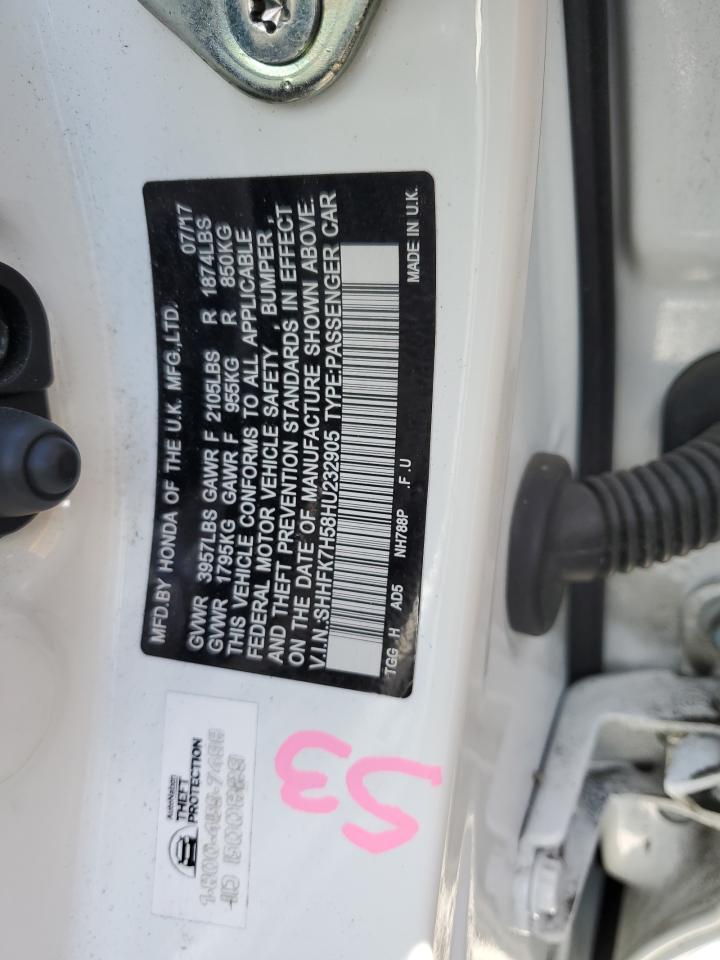 MFD.BY HONDA OF THE U.K. MFG.,LTD. 07/17
GVWR 3957LBS GAWR F 2105LBS R 1874LBS
GVWR 1795KG GAWR F 955KG R 850KG
THIS VEHICLE CONFORMS TO ALL APPLICABLE
FEDERAL MOTOR VEHICLE SAFETY , BUMPER ,
AND THEFT PREVENTION STANDARDS IN EFFECT
ON THE DATE OF MANUFACTURE SHOWN ABOVE.
V.I.N.:SHHFK7H58HU232905 TYPE:PASSENGER CAR
TGG H AD5 NH788P .F .U MADE IN U.K.
AutoNation
THEFT
PROTECTION
53